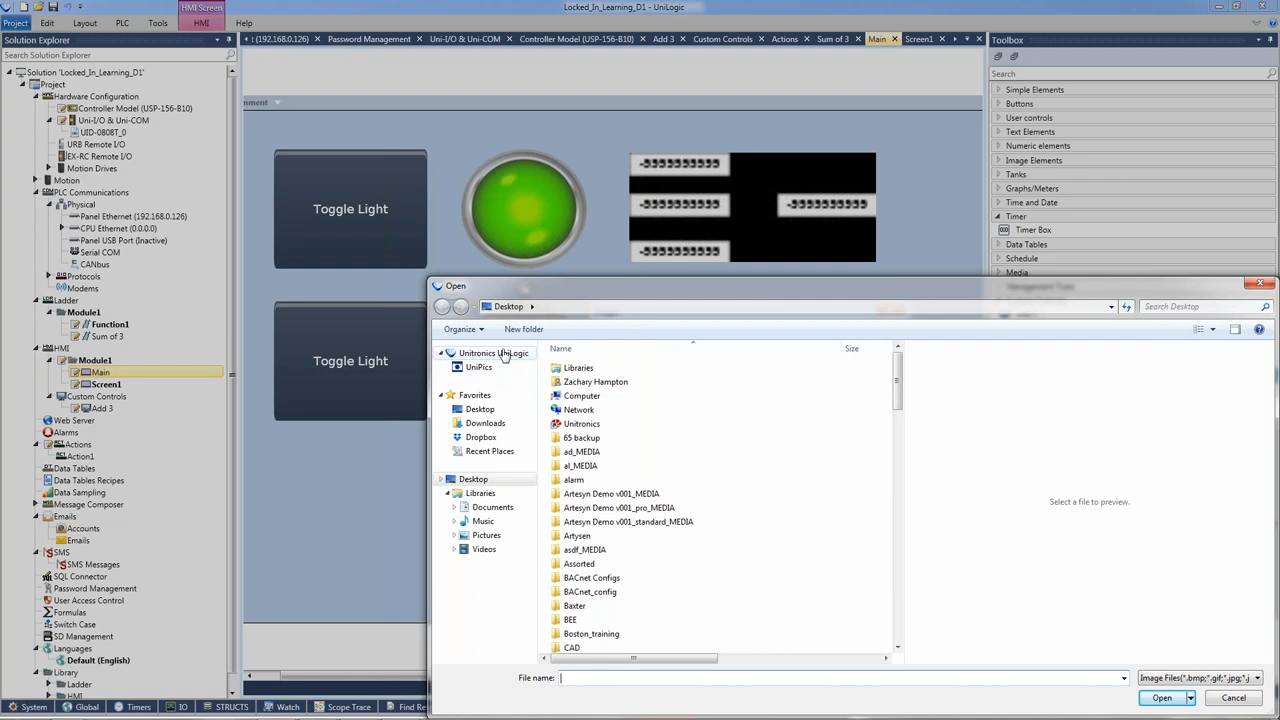 HMI Screen
Locked_In_Learning_D1* - UniLogic
Project Edit Layout PLC Tools HMI Help
Solution Explorer
t (192.168.0.126) Password Management Uni-I/O & Uni-COM Controller Model (USP-156-B10) Add 3 Custom Controls Actions Sum of 3 Main Screen1
Toolbox
Search Solution Explorer
Search
Solution 'Locked_In_Learning_D1'
Project
Hardware Configuration
Controller Model (USP-156-B10)
Uni-I/O & Uni-COM
UID-0808T_0
URB Remote I/O
EX-RC Remote I/O
Motion Drives
Motion
PLC Communications
Physical
Panel Ethernet (192.168.0.126)
CPU Ethernet (0.0.0.0)
Panel USB Port (Inactive)
Serial COM
CANbus
Protocols
Modems
Ladder
Module1
// Function1
// Sum of 3
HMI
Module1
Main
Screen1
Custom Controls
Add 3
Web Server
Alarms
Actions
Action1
Data Tables
Data Tables Recipes
Data Sampling
Message Composer
Emails
Accounts
Emails
SMS
SMS Messages
SQL Connector
Password Management
User Access Control
Formulas
Switch Case
SD Management
Languages
Default (English)
Library
Ladder
HMI
nment
Toggle Light
Toggle Light
-3999999999
-3999999999 -3999999999
-3999999999
Simple Elements
Buttons
User controls
Text Elements
Numeric elements
Image Elements
Tanks
Graphs/Meters
Time and Date
Timer
Timer Box
Data Tables
Schedule
Media
Open
Desktop
Search Desktop
Organize New folder
Unitronics UniLogic
UniPics
Favorites
Desktop
Downloads
Dropbox
Recent Places
Desktop
Libraries
Documents
Music
Pictures
Videos
Name Size
Libraries
Zachary Hampton
Computer
Network
Unitronics
65 backup
ad_MEDIA
al_MEDIA
alarm
Artesyn Demo v001_MEDIA
Artesyn Demo v001_pro_MEDIA
Artesyn Demo v001_standard_MEDIA
Artysen
asdf_MEDIA
Assorted
BACnet Configs
BACnet_config
Baxter
BEE
Boston_training
CAD
Select a file to preview.
File name:
Image Files(*.bmp;*.gif;*.jpg;*.j
Open Cancel
System Global Timers IO STRUCTS Watch Scope Trace Find Re